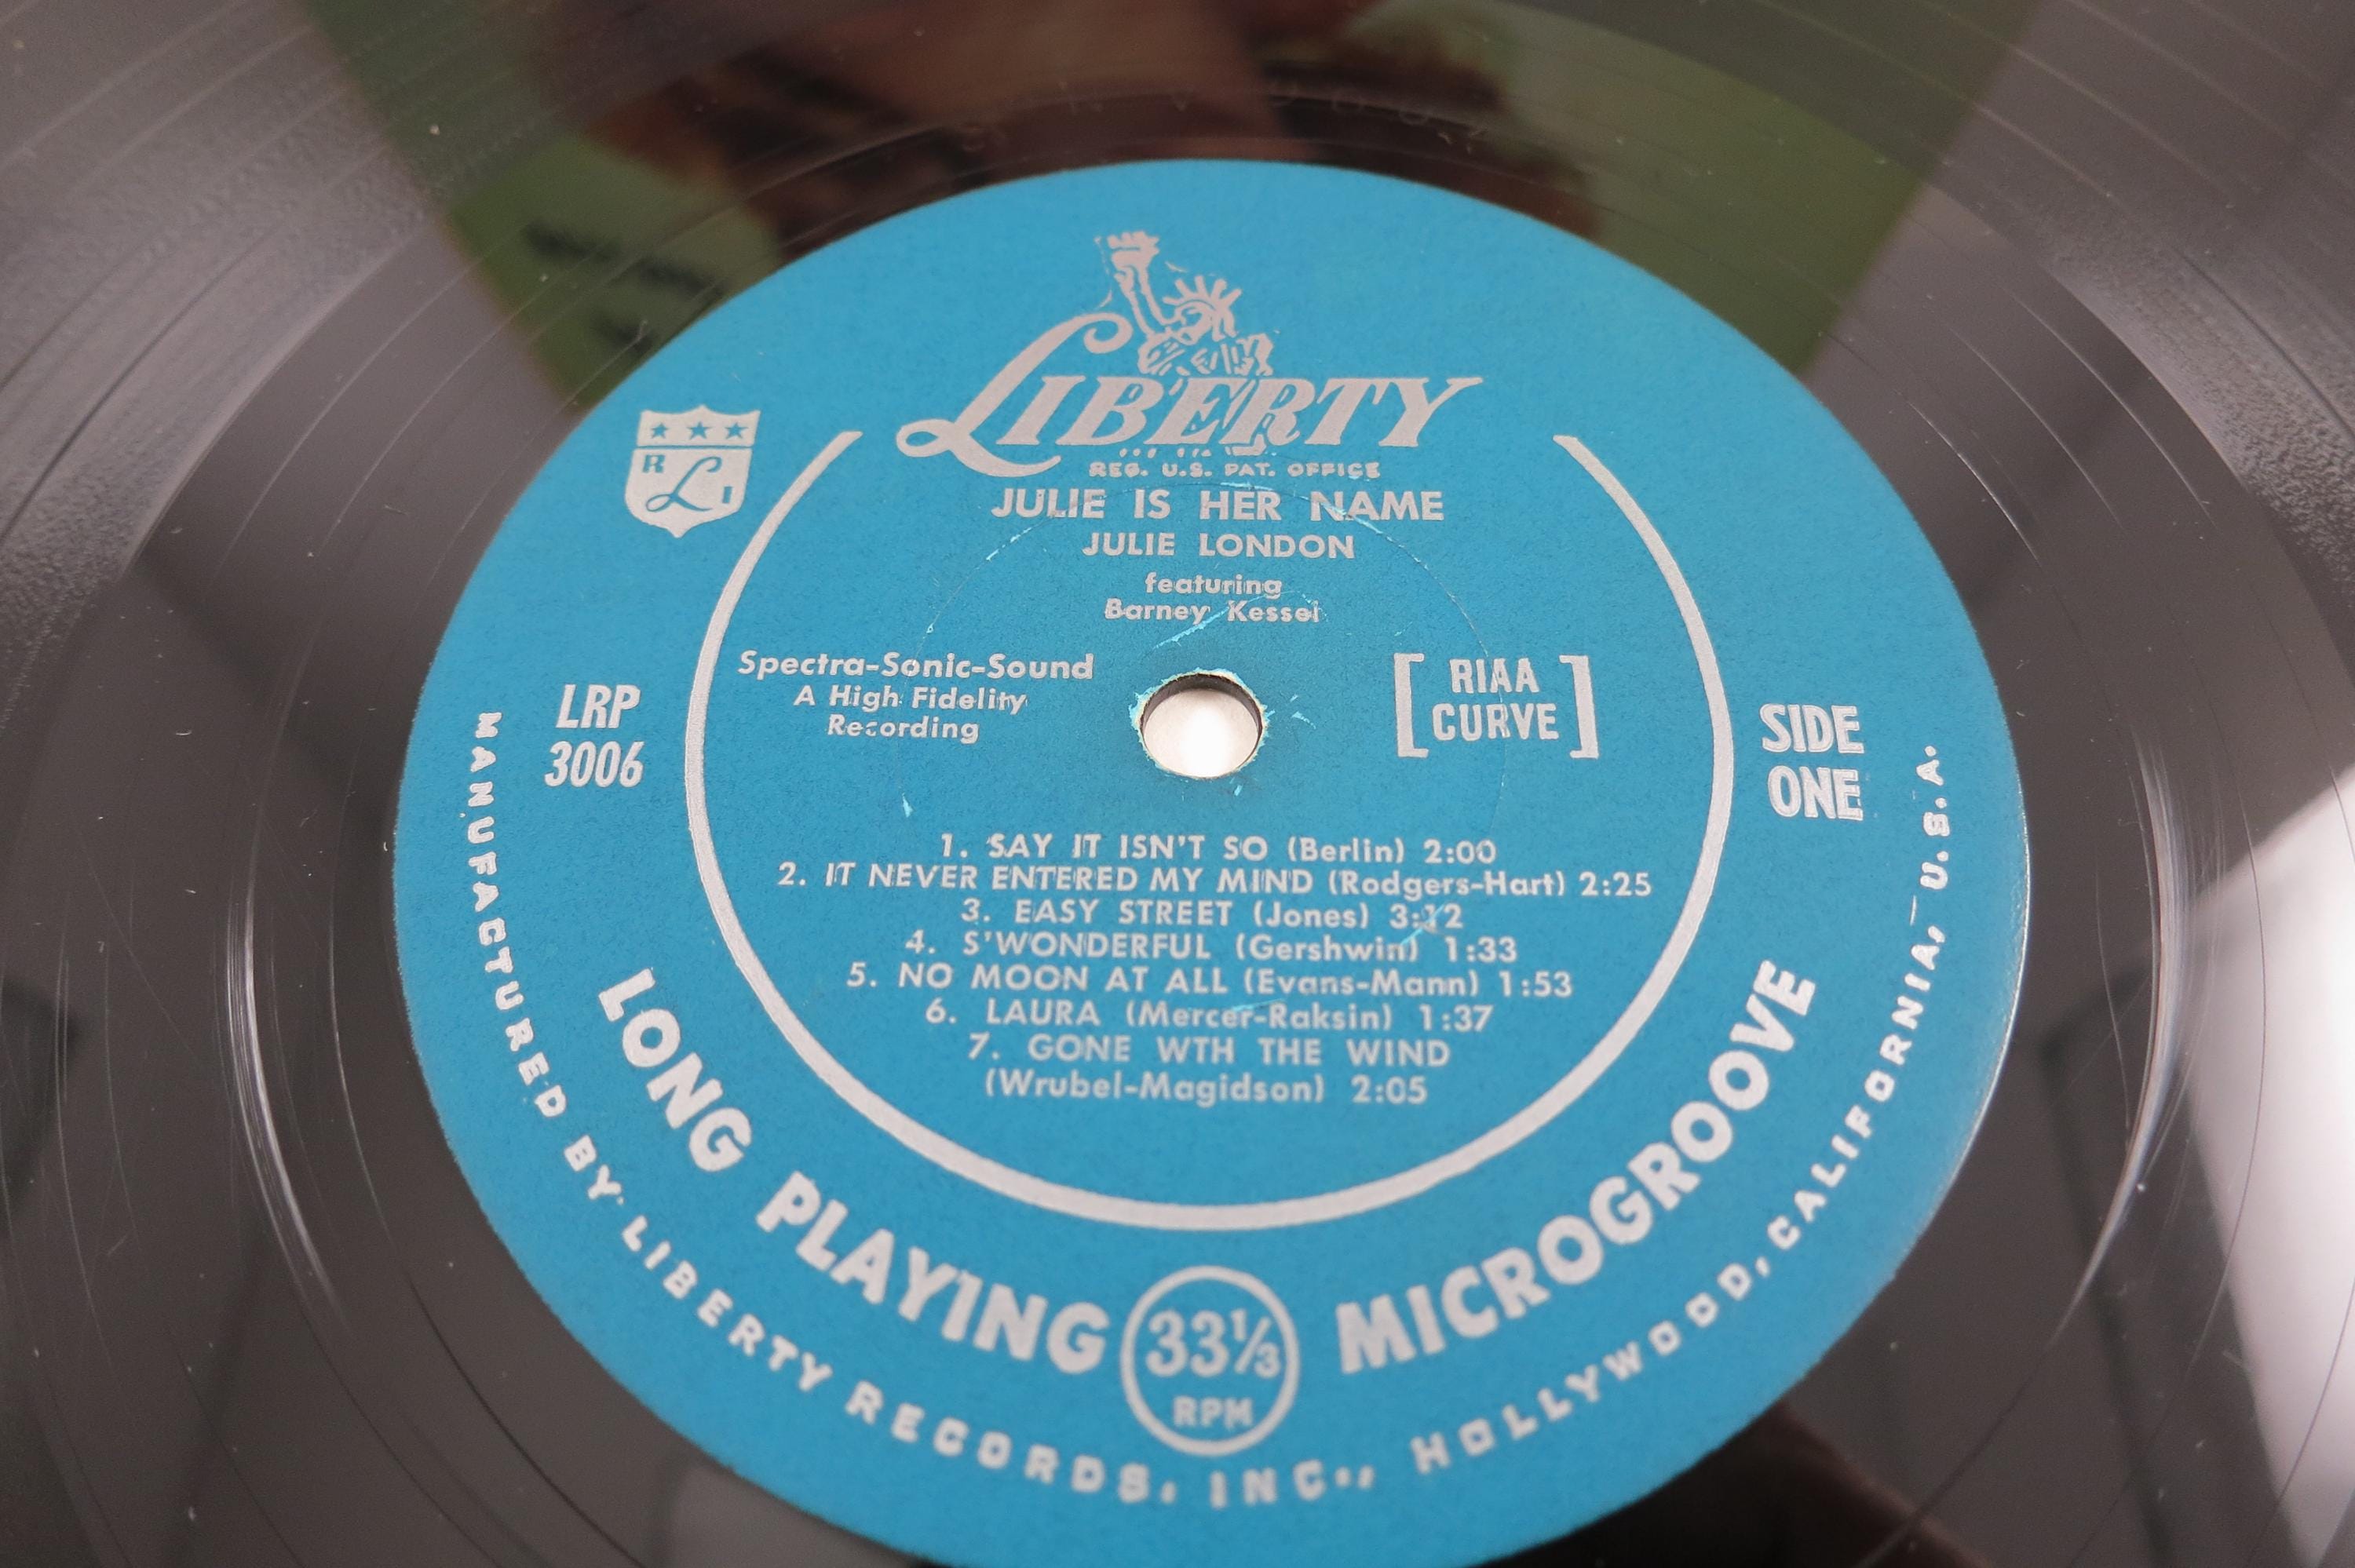 LIBERTY
REG. U.S. PAT. OFFICE
R L I
JULIE IS HER NAME
JULIE LONDON
featuring
Barney Kessel
Spectra-Sonic-Sound
A High Fidelity
Recording
[RIAA
CURVE]
LRP
3006
SIDE
ONE
1. SAY IT ISN'T SO (Berlin) 2:00
2. IT NEVER ENTERED MY MIND (Rodgers-Hart) 2:25
3. EASY STREET (Jones) 3:12
4. S'WONDERFUL (Gershwin) 1:33
5. NO MOON AT ALL (Evans-Mann) 1:53
6. LAURA (Mercer-Raksin) 1:37
7. GONE WTH THE WIND
(Wrubel-Magidson) 2:05
LONG PLAYING
33⅓
RPM
MICROGROOVE
MANUFACTURED BY LIBERTY RECORDS, INC., HOLLYWOOD, CALIFORNIA, U.S.A.